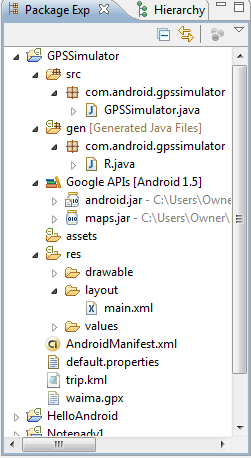 Package Exp
Hierarchy
GPSSimulator
src
com.android.gpssimulator
GPSSimulator.java
gen [Generated Java Files]
com.android.gpssimulator
R.java
Google APIs [Android 1.5]
android.jar - C:\Users\Owne
maps.jar - C:\Users\Owner\
assets
res
drawable
layout
main.xml
values
AndroidManifest.xml
default.properties
trip.kml
waima.gpx
HelloAndroid
Notepadv1